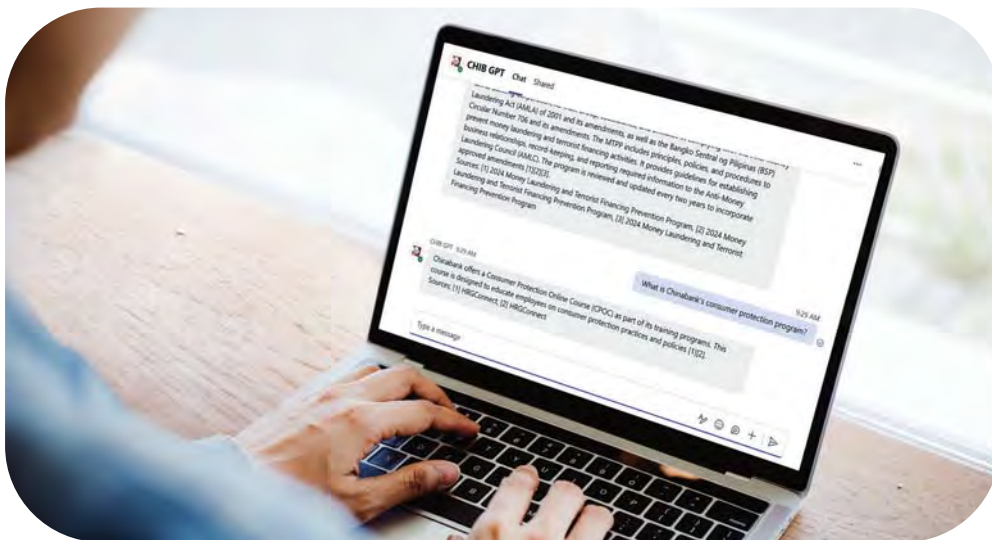 CHIB GPT Chat Shared
Laundering Act (AMLA) of 2001 and its amendments, as well as the Bangko Sentral ng Pilipinas (BSP)
Circular Number 706 and its amendments. The MTPP includes principles, policies, and procedures to
prevent money laundering and terrorist financing activities. It provides guidelines for establishing
business relationships, record-keeping, and reporting required information to the Anti-Money
Laundering Council (AMLC). The program is reviewed and updated every two years to incorporate
approved amendments [1][2][3].
Sources: [1] 2024 Money Laundering and Terrorist Financing Prevention Program, [2] 2024 Money
Laundering and Terrorist Financing Prevention Program, [3] 2024 Money Laundering and Terrorist
Financing Prevention Program
9:29 AM
What is Chinabank's consumer protection program?
CHIB GPT 9:29 AM
Chinabank offers a Consumer Protection Online Course (CPOC) as part of its training programs. This
course is designed to educate employees on consumer protection practices and policies [1][2].
Sources: [1] HRGConnect, [2] HRGConnect
Type a message